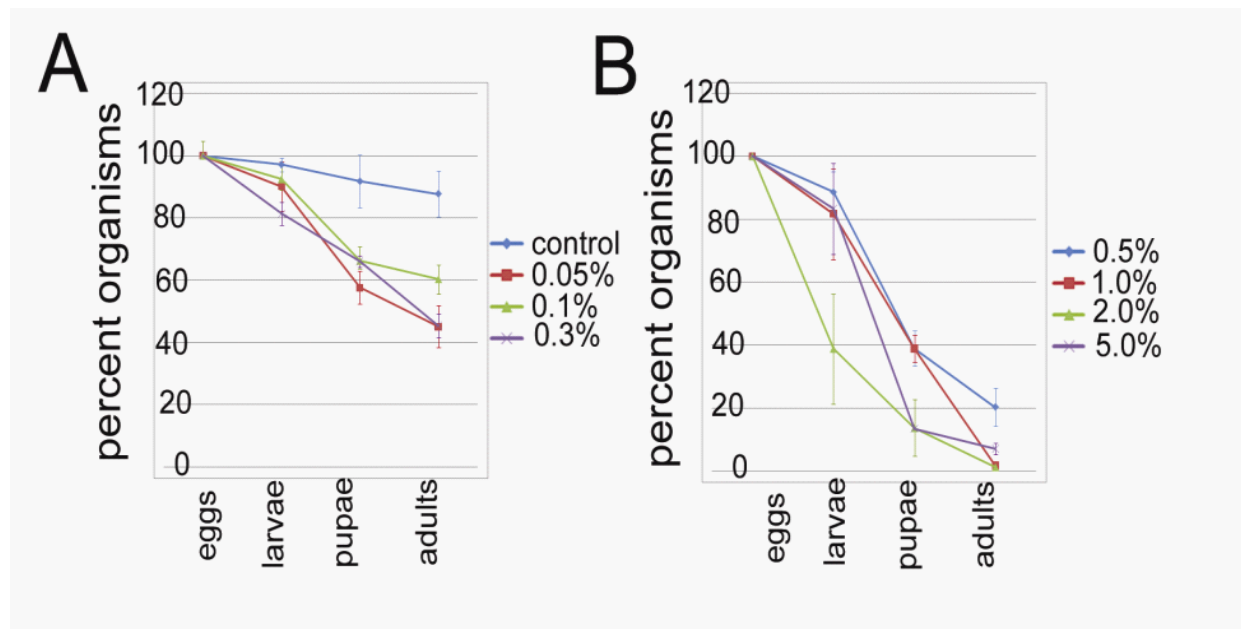 A
percent organisms
120
100
80
60
40
20
0
eggs
larvae
pupae
adults
control
0.05%
0.1%
0.3%
B
percent organisms
120
100
80
60
40
20
0
eggs
larvae
pupae
adults
0.5%
1.0%
2.0%
5.0%